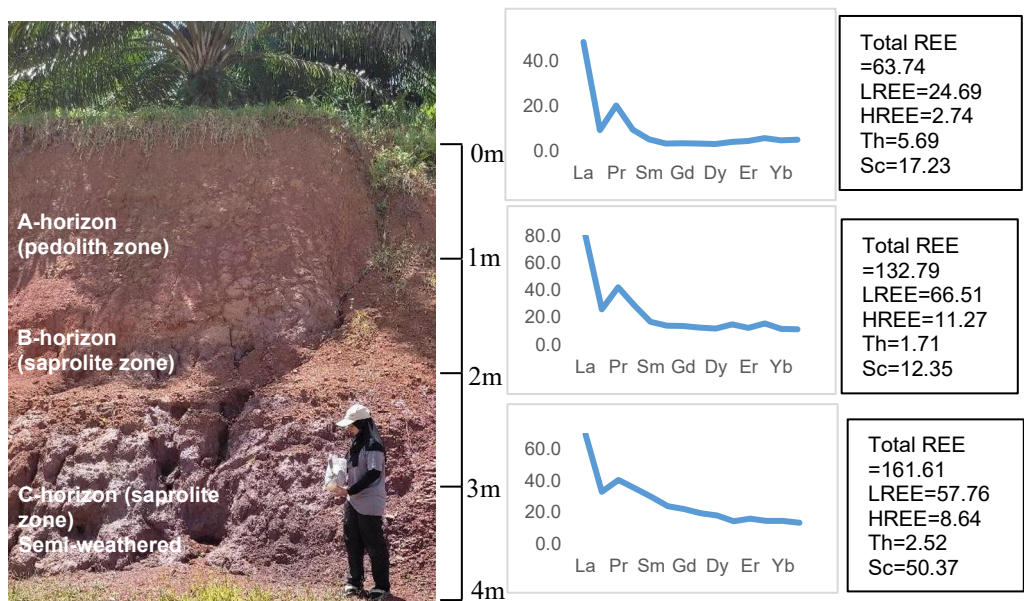 A-horizon
(pedolith zone)
B-horizon
(saprolite zone)
C-horizon (saprolite
zone)
Semi-weathered
0m
1m
2m
3m
4m
40.0
20.0
0.0
La Pr Sm Gd Dy Er Yb
Total REE
=63.74
LREE=24.69
HREE=2.74
Th=5.69
Sc=17.23
80.0
60.0
40.0
20.0
0.0
La Pr Sm Gd Dy Er Yb
Total REE
=132.79
LREE=66.51
HREE=11.27
Th=1.71
Sc=12.35
60.0
40.0
20.0
0.0
La Pr Sm Gd Dy Er Yb
Total REE
=161.61
LREE=57.76
HREE=8.64
Th=2.52
Sc=50.37